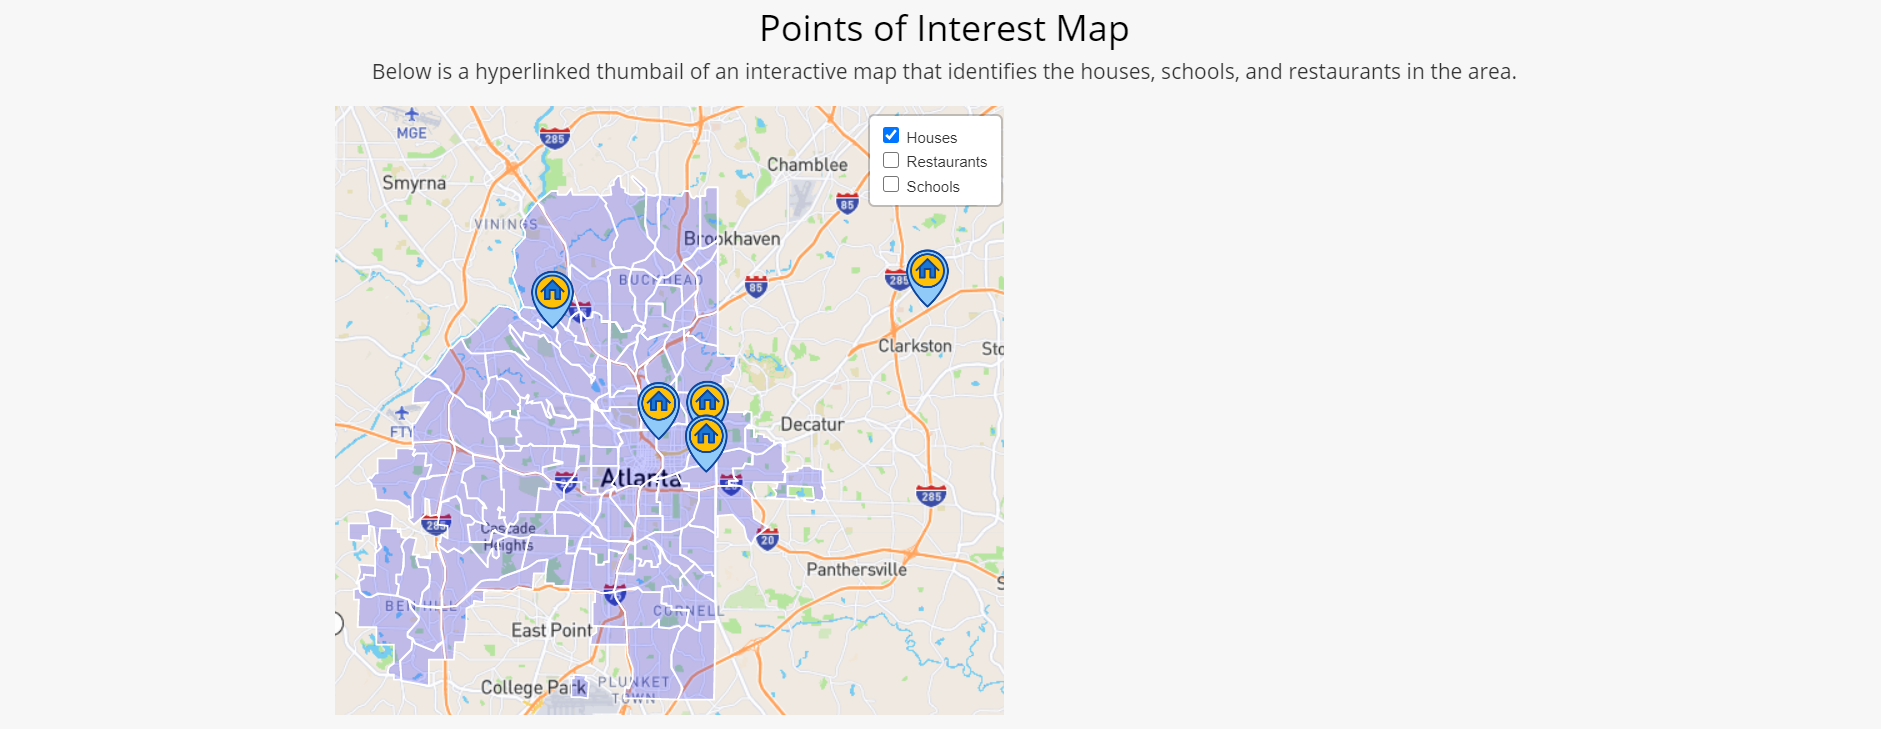 Points of Interest Map
Below is a hyperlinked thumbail of an interactive map that identifies the houses, schools, and restaurants in the area.
MGE
285
Houses
Restaurants
Schools
Chamblee
Smyrna
85
VININGS
Brookhaven
BUCKHEAD
285
85
Clarkston
Sto
FTY
Decatur
Atlanta
285
285
Cascade
Heights
20
Panthersville
S
BEN HILL
75
CORNELL
East Point
College Park
PLUNKET
TOWN